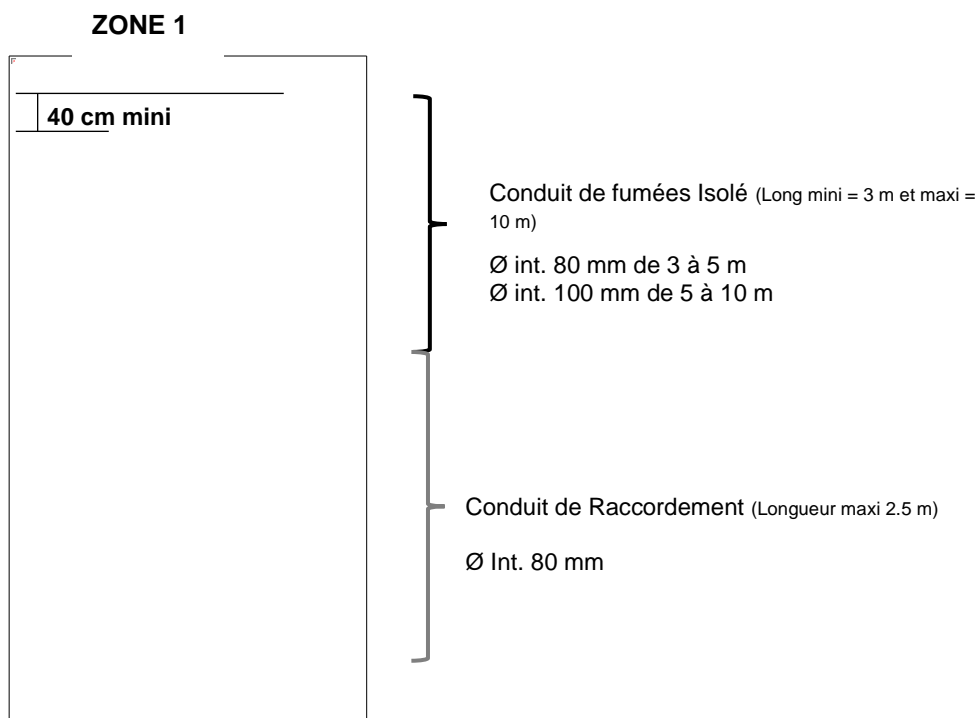 ZONE 1
40 cm mini
Conduit de fumées Isolé (Long mini = 3 m et maxi =
10 m)
Ø int. 80 mm de 3 à 5 m
Ø int. 100 mm de 5 à 10 m
Conduit de Raccordement (Longueur maxi 2.5 m)
Ø Int. 80 mm